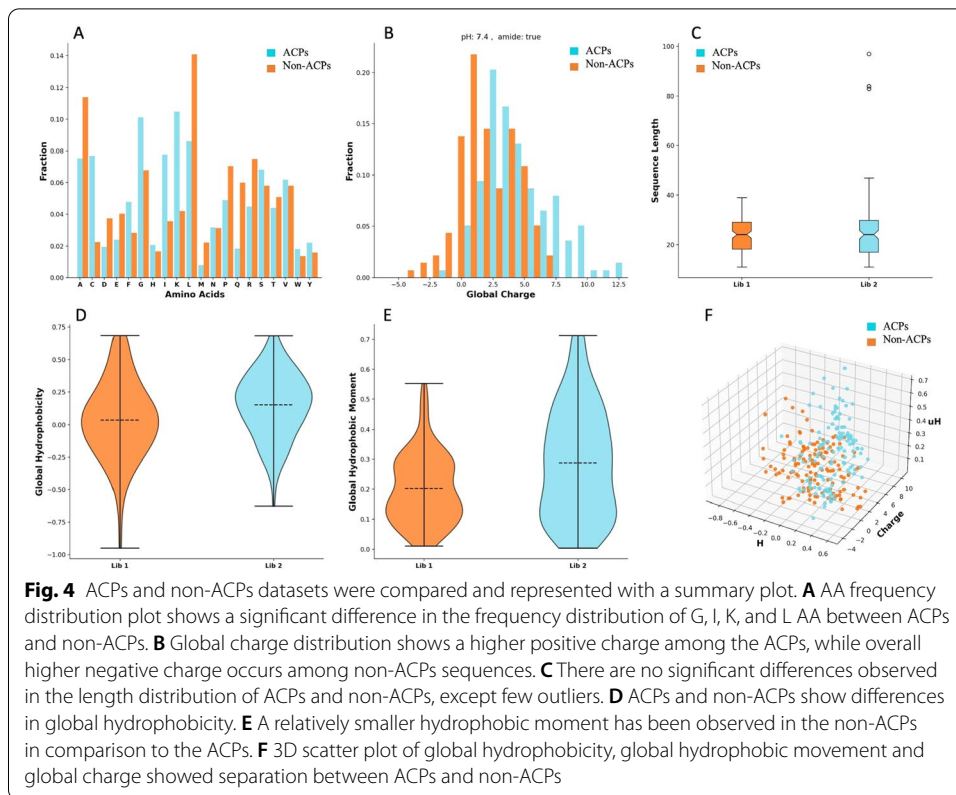 A
ACPs
Non-ACPs
0.14
0.12
0.10
0.08
0.06
0.04
0.02
0.00
Fraction
A C D E F G H I K L M N P Q R S T V W Y
Amino Acids
B
pH: 7.4 , amide: true
ACPs
Non-ACPs
0.20
0.15
0.10
0.05
0.00
Fraction
−5.0 −2.5 0.0 2.5 5.0 7.5 10.0 12.5
Global Charge
C
ACPs
Non-ACPs
100
80
60
40
20
Sequence Length
Lib 1 Lib 2
D
0.75
0.50
0.25
0.00
−0.25
−0.50
−0.75
−1.00
Global Hydrophobicity
Lib 1 Lib 2
E
0.7
0.6
0.5
0.4
0.3
0.2
0.1
0.0
Global Hydrophobic Moment
Lib 1 Lib 2
F
ACPs
Non-ACPs
0.7
0.6
0.5
0.4
0.3
0.2
0.1
uH
10
8
6
4
2
0
−2
−4
Charge
−0.8 −0.6 −0.4 −0.2 0.0 0.2 0.4 0.6
H
Fig. 4 ACPs and non-ACPs datasets were compared and represented with a summary plot. A AA frequency
distribution plot shows a significant difference in the frequency distribution of G, I, K, and L AA between ACPs
and non-ACPs. B Global charge distribution shows a higher positive charge among the ACPs, while overall
higher negative charge occurs among non-ACPs sequences. C There are no significant differences observed
in the length distribution of ACPs and non-ACPs, except few outliers. D ACPs and non-ACPs show differences
in global hydrophobicity. E A relatively smaller hydrophobic moment has been observed in the non-ACPs
in comparison to the ACPs. F 3D scatter plot of global hydrophobicity, global hydrophobic movement and
global charge showed separation between ACPs and non-ACPs